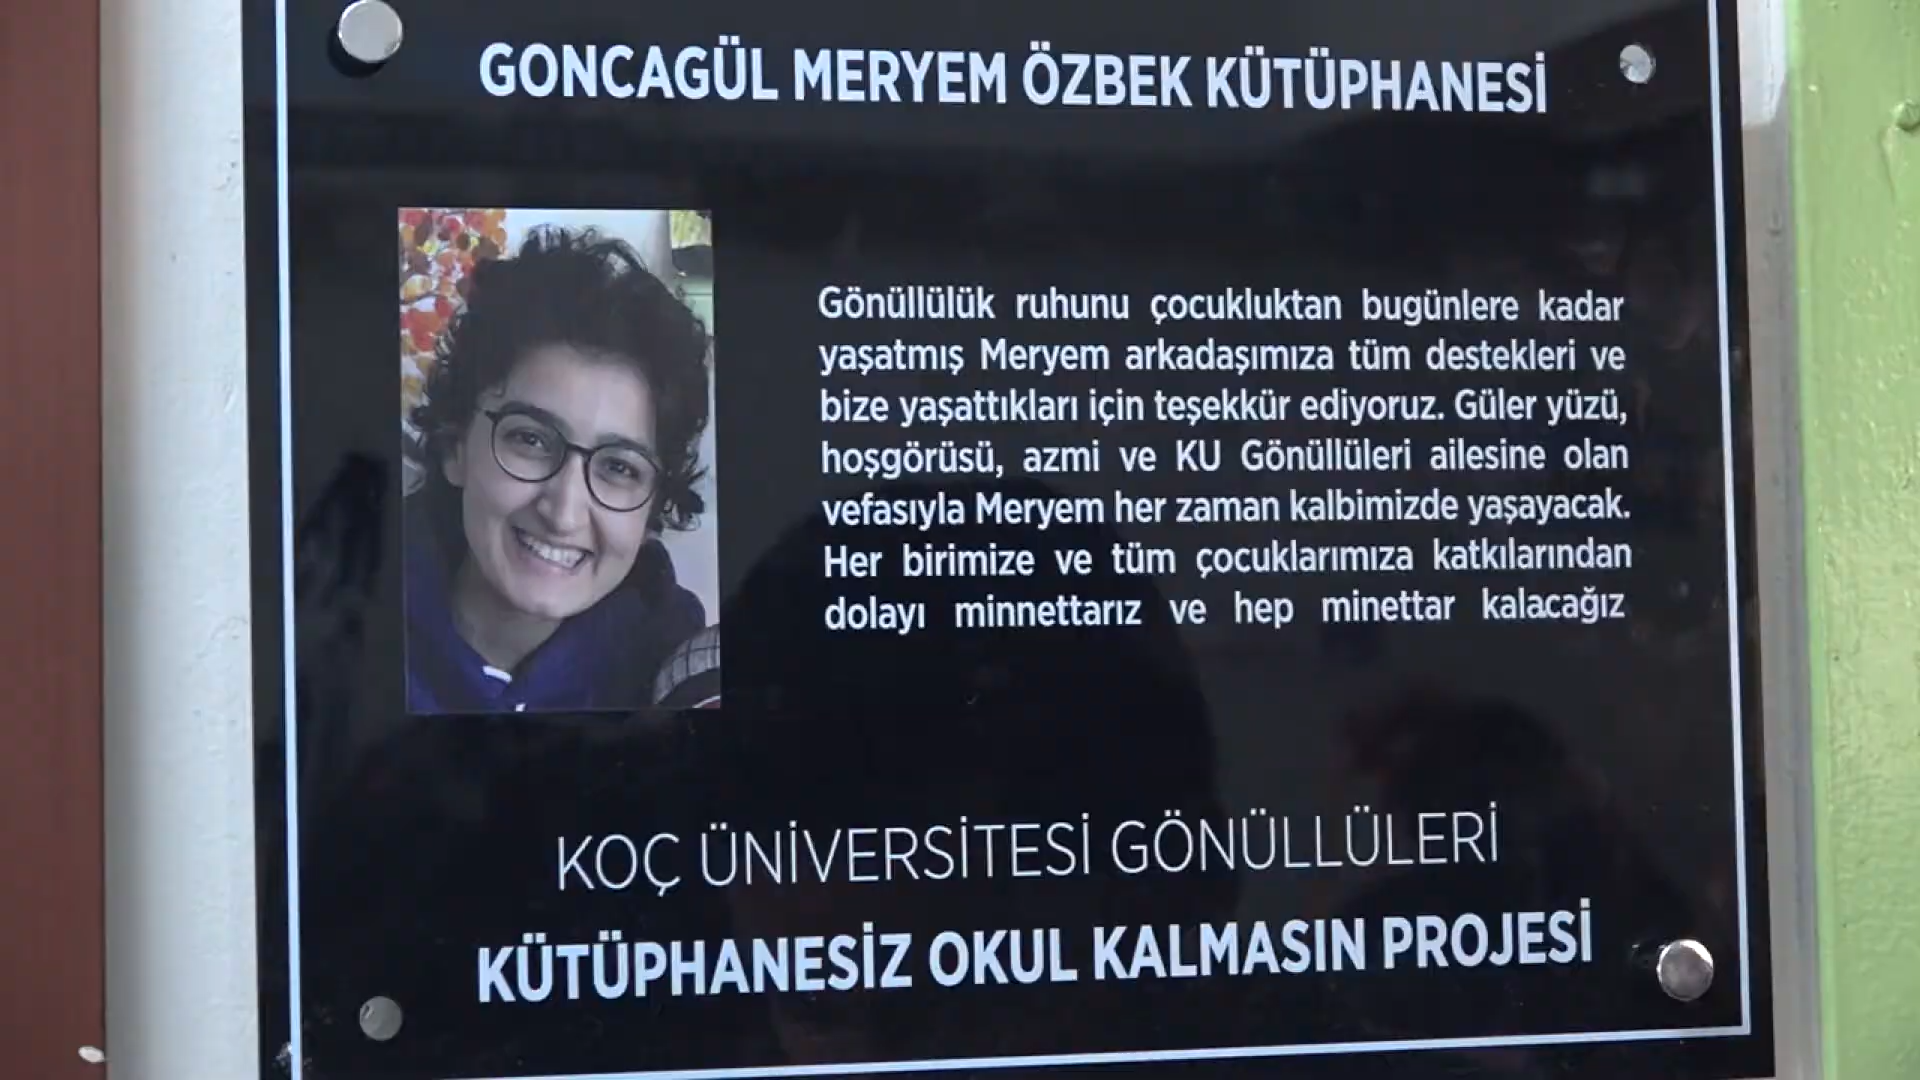 GONCAGÜL MERYEM ÖZBEK KÜTÜPHANESİ
Gönüllülük ruhunu çocukluktan bugünlere kadar
yaşatmış Meryem arkadaşımıza tüm destekleri ve
bize yaşattıkları için teşekkür ediyoruz. Güler yüzü,
hoşgörüsü, azmi ve KU Gönüllüleri ailesine olan
vefasıyla Meryem her zaman kalbimizde yaşayacak.
Her birimize ve tüm çocuklarımıza katkılarından
dolayı minnettarız ve hep minettar kalacağız
KOÇ ÜNİVERSİTESİ GÖNÜLLÜLERİ
KÜTÜPHANESİZ OKUL KALMASIN PROJESİ